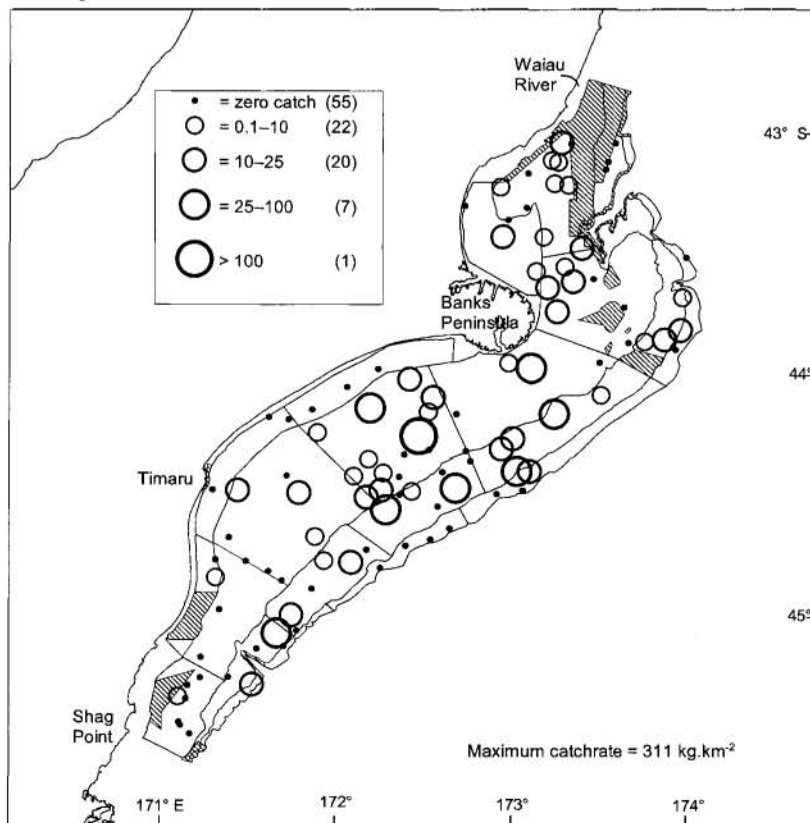 Waiau
River
• = zero catch (55)
= 0.1–10 (22)
= 10–25 (20)
= 25–100 (7)
> 100 (1)
43° S
Banks
Peninsula
44°
Timaru
45°
Shag
Point
Maximum catchrate = 311 kg.km-2
171° E 172° 173° 174°